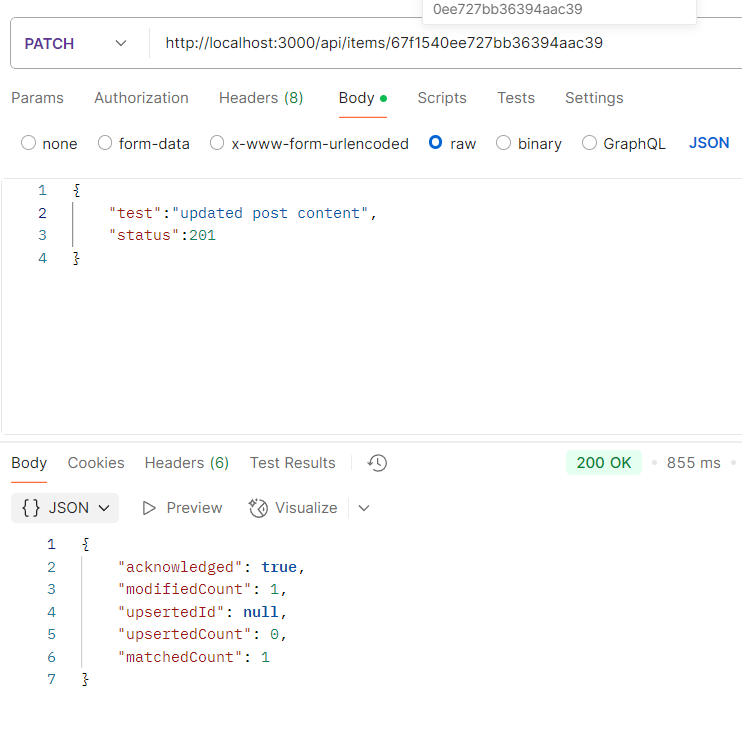 0ee727bb36394aac39
PATCH http://localhost:3000/api/items/67f1540ee727bb36394aac39
Params Authorization Headers (8) Body Scripts Tests Settings
none form-data x-www-form-urlencoded raw binary GraphQL JSON
1 {
2 "test":"updated post content",
3 "status":201
4 }
Body Cookies Headers (6) Test Results 200 OK 855 ms
{} JSON Preview Visualize
1 {
2 "acknowledged": true,
3 "modifiedCount": 1,
4 "upsertedId": null,
5 "upsertedCount": 0,
6 "matchedCount": 1
7 }